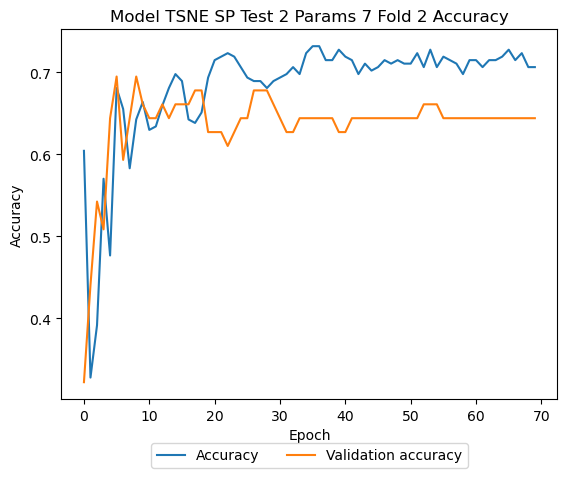 Model TSNE SP Test 2 Params 7 Fold 2 Accuracy
0.7
0.6
0.5
0.4
Accuracy
0 10 20 30 40 50 60 70
Epoch
Accuracy Validation accuracy